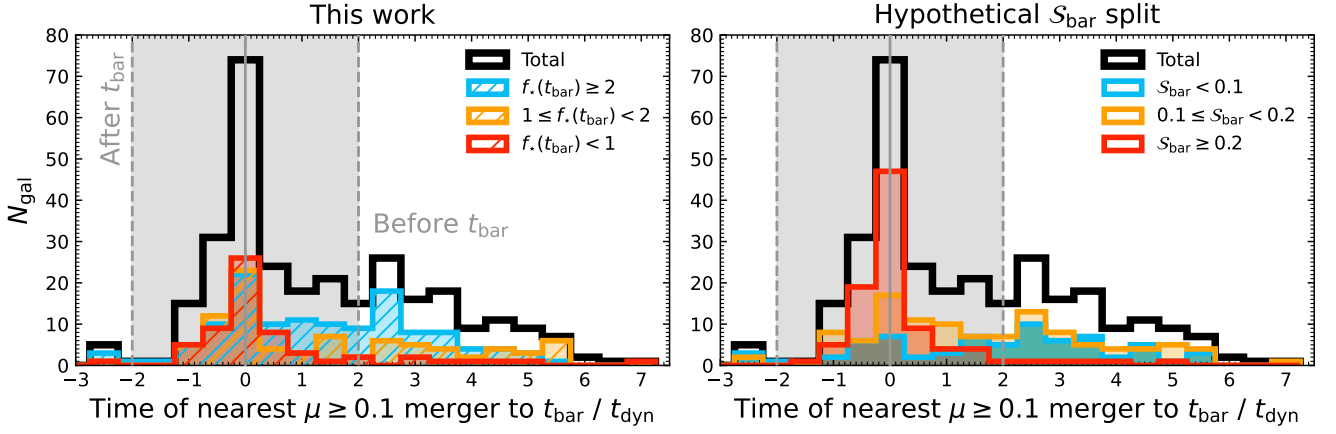 This work
80
70
60
50
40
30
20
10
0
N_gal
After t_bar
Before t_bar
Total
f⋆(t_bar) ≥ 2
1 ≤ f⋆(t_bar) < 2
f⋆(t_bar) < 1
−3 −2 −1 0 1 2 3 4 5 6 7
Time of nearest μ ≥ 0.1 merger to t_bar / t_dyn
Hypothetical 𝒮_bar split
80
70
60
50
40
30
20
10
0
Total
𝒮_bar < 0.1
0.1 ≤ 𝒮_bar < 0.2
𝒮_bar ≥ 0.2
−3 −2 −1 0 1 2 3 4 5 6 7
Time of nearest μ ≥ 0.1 merger to t_bar / t_dyn